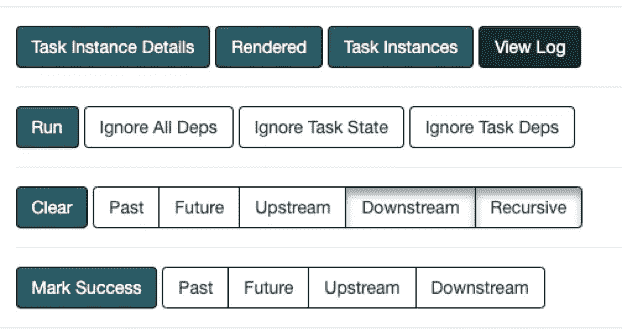 Task Instance Details Rendered Task Instances View Log
Run Ignore All Deps Ignore Task State Ignore Task Deps
Clear Past Future Upstream Downstream Recursive
Mark Success Past Future Upstream Downstream